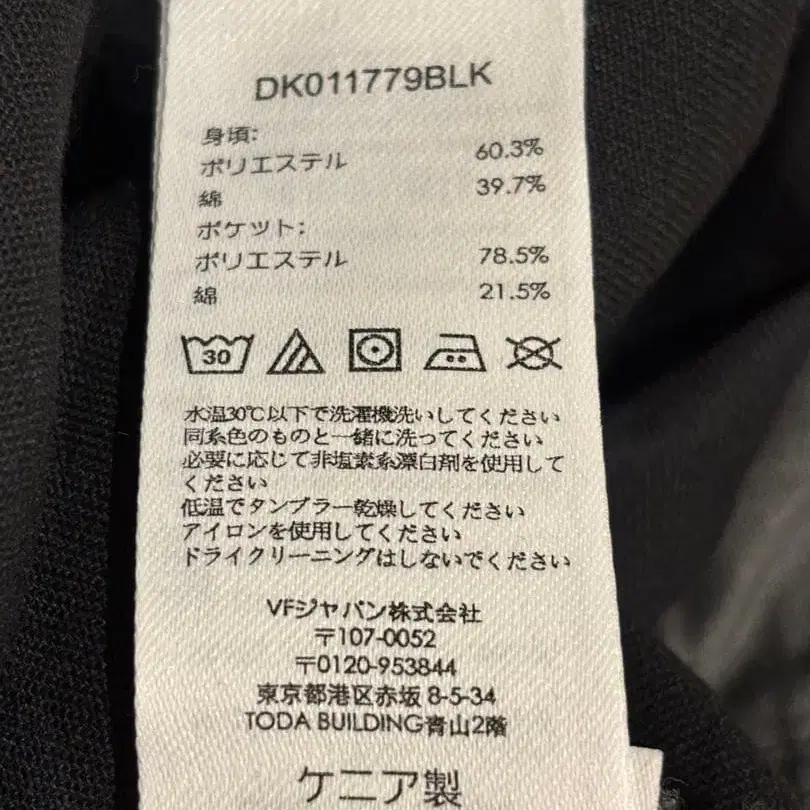 DK011779BLK
身頃:
ポリエステル 60.3%
綿 39.7%
ポケット:
ポリエステル 78.5%
綿 21.5%
30
水温30℃以下で洗濯機洗いしてください
同系色のものと一緒に洗ってください
必要に応じて非塩素系漂白剤を使用して
ください
低温でタンブラー乾燥してください
アイロンを使用してください
ドライクリーニングはしないでください
VFジャパン株式会社
〒107-0052
〒0120-953844
東京都港区赤坂 8-5-34
TODA BUILDING青山2階
ケニア製